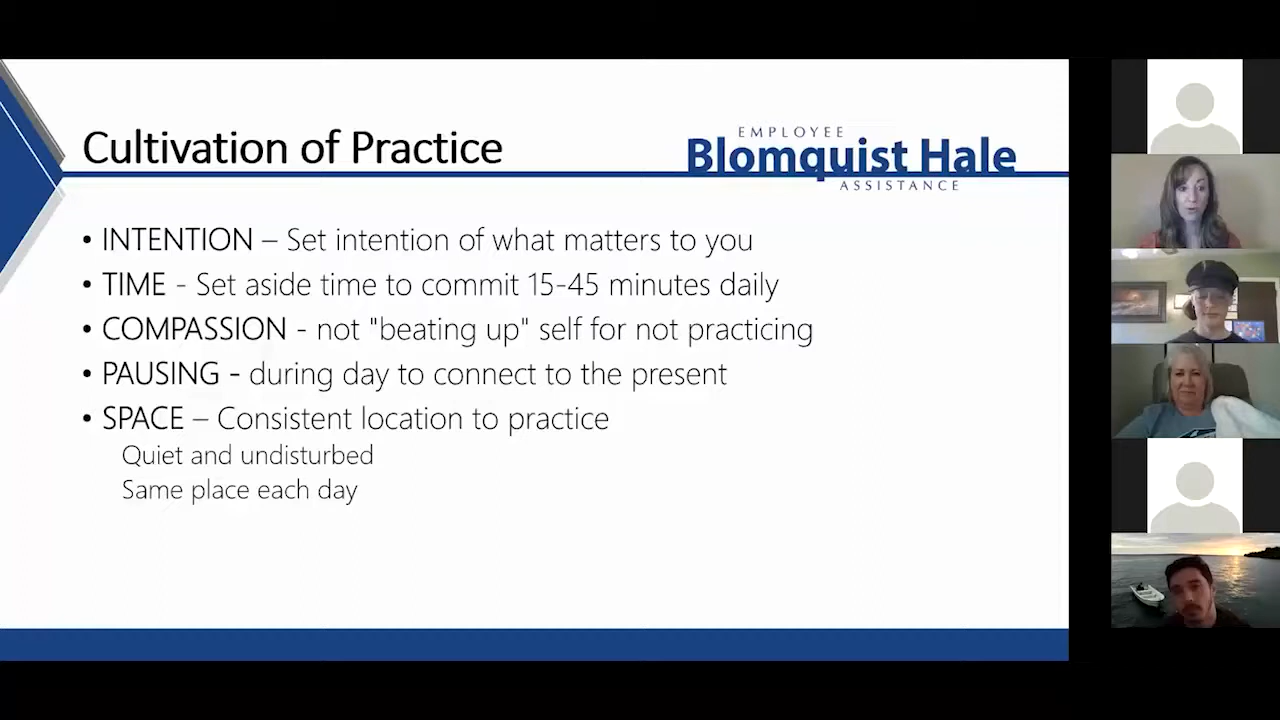 Cultivation of Practice
EMPLOYEE
Blomquist Hale
ASSISTANCE
• INTENTION – Set intention of what matters to you
• TIME - Set aside time to commit 15-45 minutes daily
• COMPASSION - not "beating up" self for not practicing
• PAUSING - during day to connect to the present
• SPACE – Consistent location to practice
Quiet and undisturbed
Same place each day